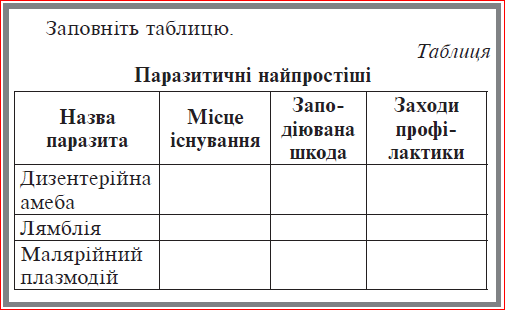 Заповніть таблицю.
Таблиця
Паразитичні найпростіші
Назва паразита | Місце існування | Запо-діювана шкода | Заходи профі-лактики
Дизентерійна амеба
Лямблія
Малярійний плазмодій